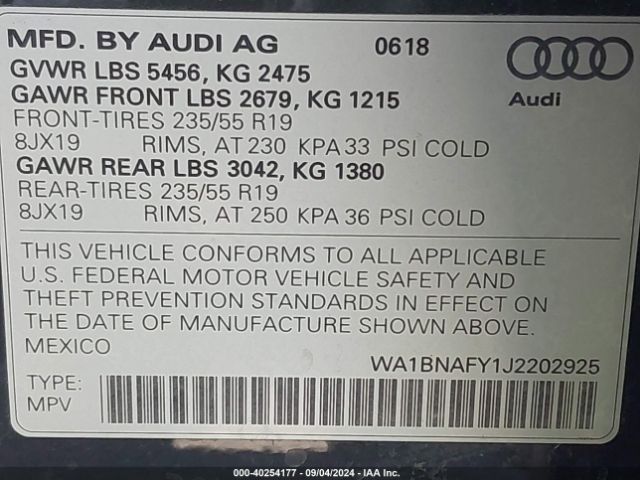 MFD. BY AUDI AG 0618
GVWR LBS 5456, KG 2475
GAWR FRONT LBS 2679, KG 1215
Audi
FRONT-TIRES 235/55 R19
8JX19 RIMS, AT 230 KPA 33 PSI COLD
GAWR REAR LBS 3042, KG 1380
REAR-TIRES 235/55 R19
8JX19 RIMS, AT 250 KPA 36 PSI COLD
THIS VEHICLE CONFORMS TO ALL APPLICABLE
U.S. FEDERAL MOTOR VEHICLE SAFETY AND
THEFT PREVENTION STANDARDS IN EFFECT ON
THE DATE OF MANUFACTURE SHOWN ABOVE.
MEXICO
WA1BNAFY1J2202925
TYPE:
MPV
000-40254177 - 09/04/2024 - IAA Inc.